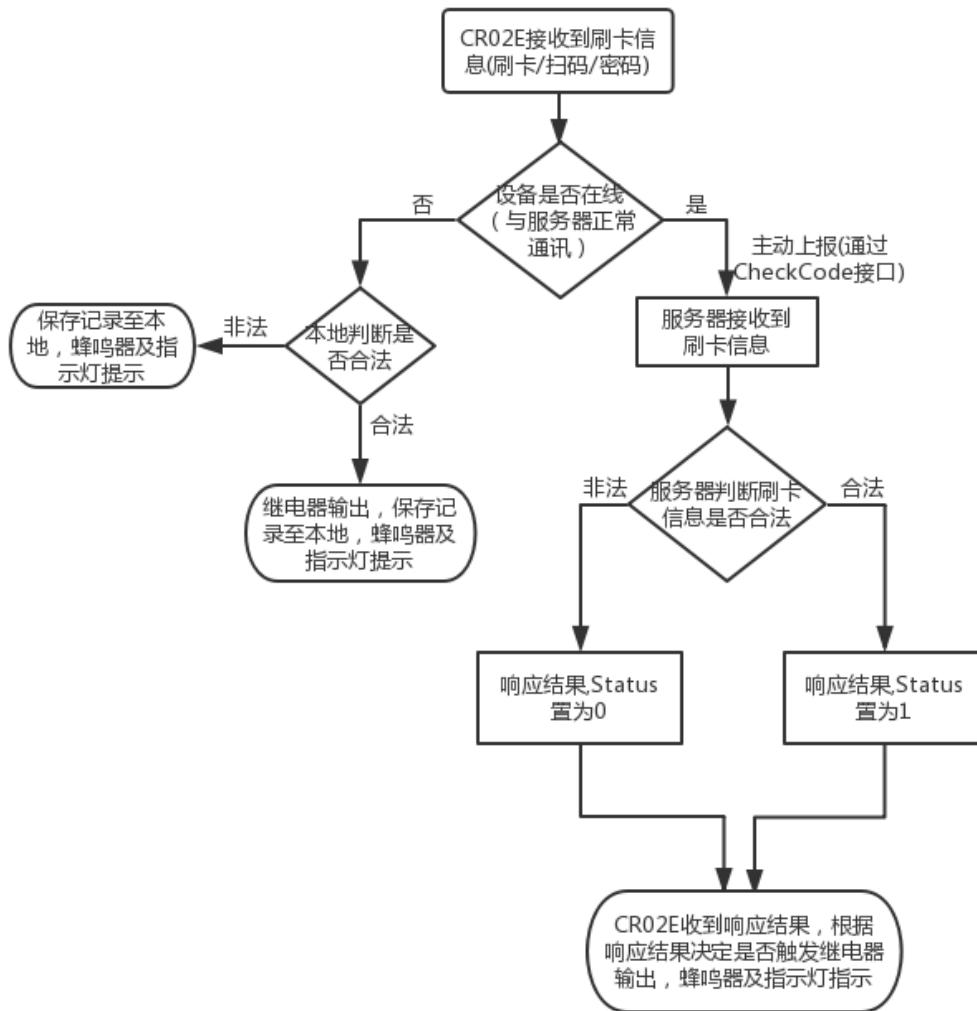 CR02E接收到刷卡信
息(刷卡/扫码/密码)
设备是否在线
（与服务器正常
通讯）
否
是
主动上报(通过
CheckCode接口)
保存记录至本
地，蜂鸣器及指
示灯提示
非法
本地判断是
否合法
服务器接收到
刷卡信息
合法
继电器输出，保存记
录至本地，蜂鸣器及
指示灯提示
非法
服务器判断刷卡
信息是否合法
合法
响应结果,Status
置为0
响应结果,Status
置为1
CR02E收到响应结果，根据
响应结果决定是否触发继电器
输出，蜂鸣器及指示灯指示